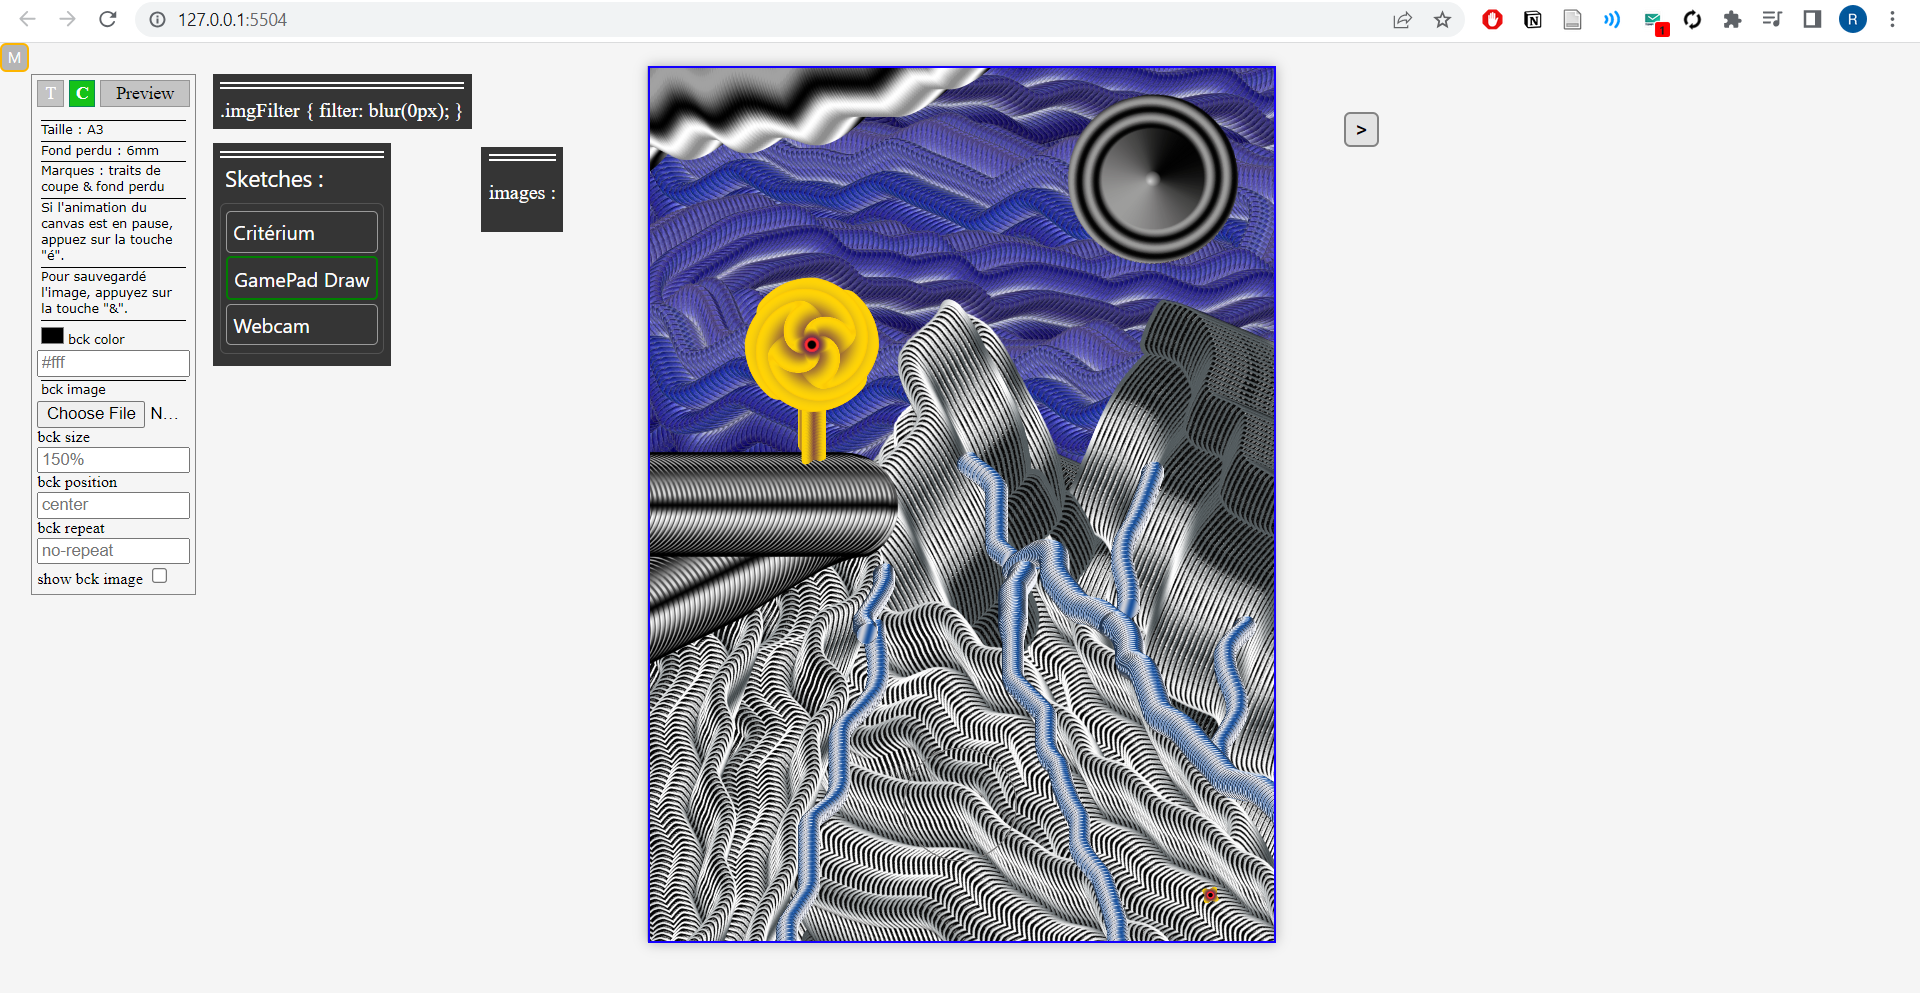 127.0.0.1:5504
1
R
M
T C Preview
Taille : A3
Fond perdu : 6mm
Marques : traits de
coupe & fond perdu
Si l'animation du
canvas est en pause,
appuez sur la touche
"é".
Pour sauvegardé
l'image, appuyez sur
la touche "&".
bck color
#fff
bck image
Choose File N...
bck size
150%
bck position
center
bck repeat
no-repeat
show bck image
.imgFilter { filter: blur(0px); }
Sketches :
Critérium
GamePad Draw
Webcam
images :
>